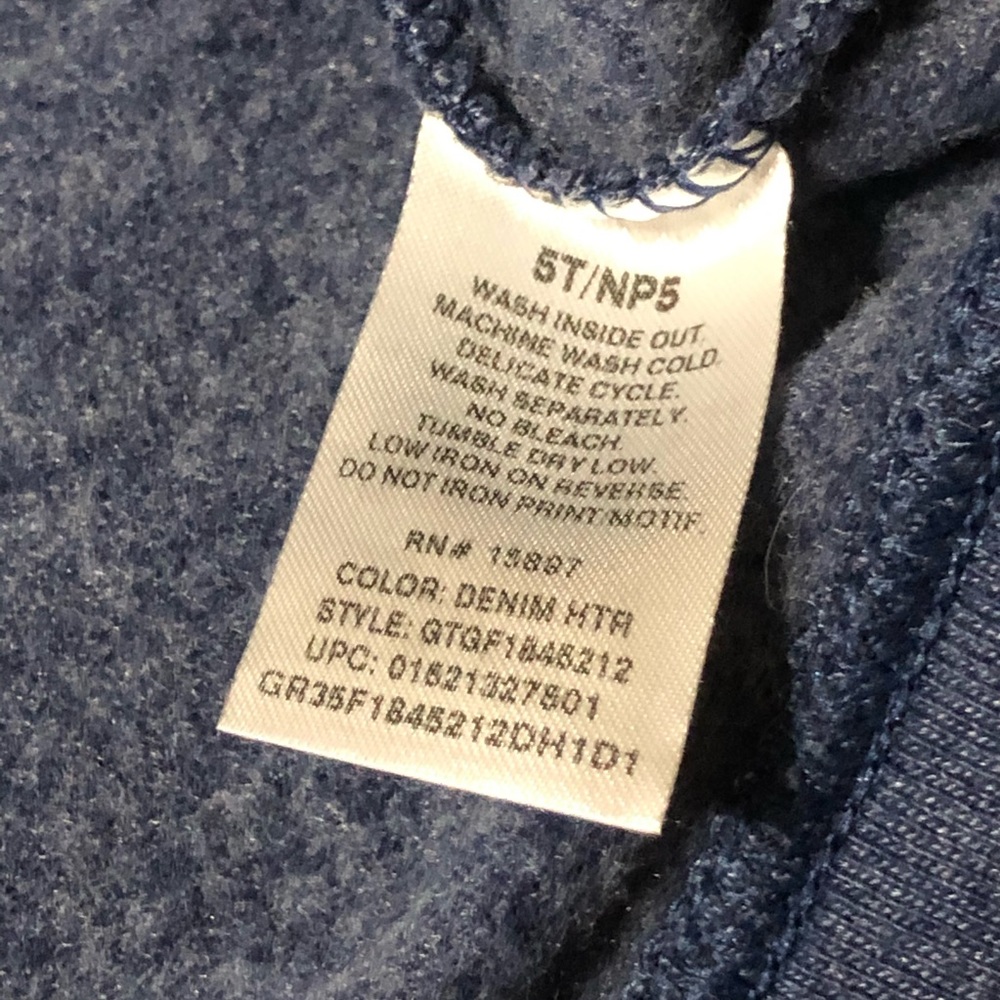 5T/NP5
WASH INSIDE OUT.
MACHINE WASH COLD.
DELICATE CYCLE.
WASH SEPARATELY.
NO BLEACH.
TUMBLE DRY LOW.
LOW IRON ON REVERSE.
DO NOT IRON PRINT/MOTIF.
RN# 15897
COLOR: DENIM HTR
STYLE: GTGF1845212
UPC: 01521327801
GR35F1845212DH1D1